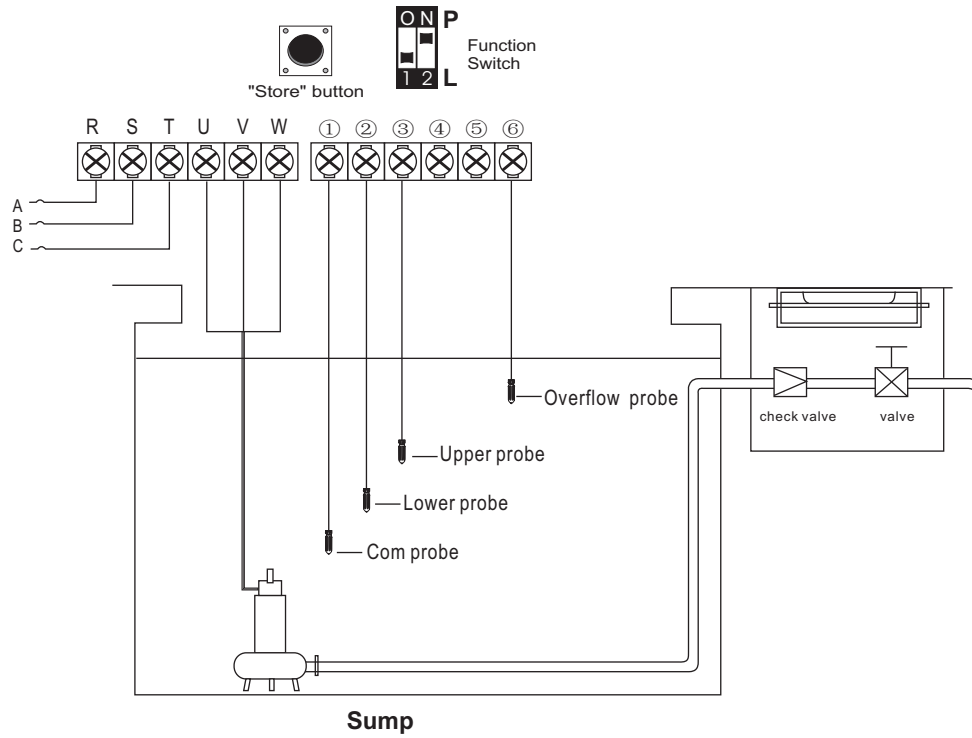 ON P
Function
Switch
1 2 L
"Store" button
R S T U V W ① ② ③ ④ ⑤ ⑥
A
B
C
Overflow probe
check valve valve
Upper probe
Lower probe
Com probe
Sump